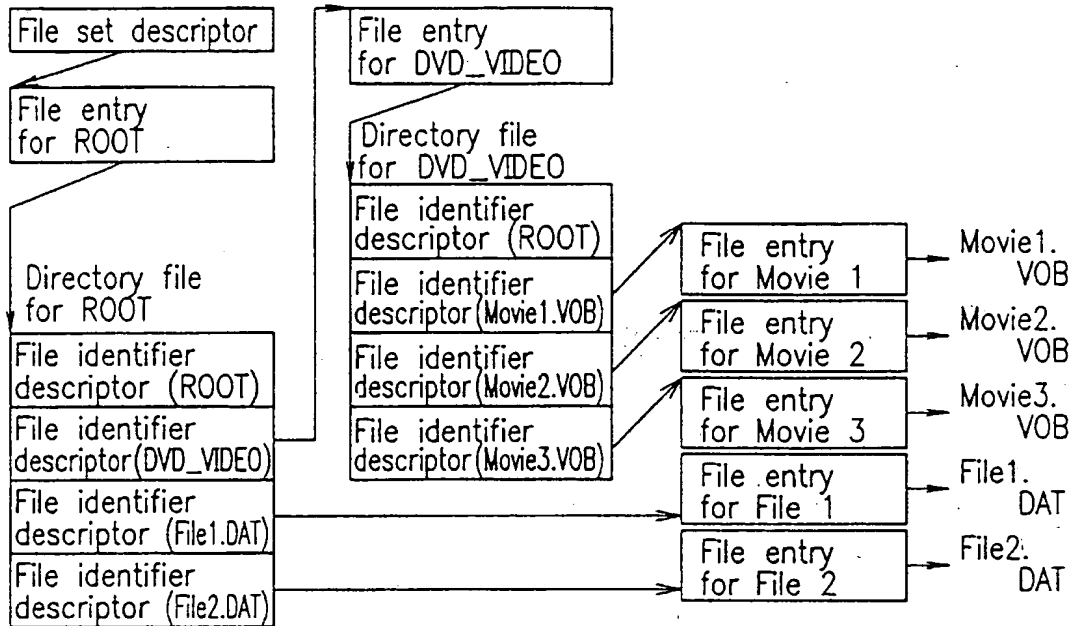 File set descriptor
File entry
for ROOT
Directory file
for ROOT
File identifier
descriptor (ROOT)
File identifier
descriptor(DVD_VIDEO)
File identifier
descriptor (File1.DAT)
File identifier
descriptor (File2.DAT)
File entry
for DVD_VIDEO
Directory file
for DVD_VIDEO
File identifier
descriptor (ROOT)
File identifier
descriptor(Movie1.VOB)
File identifier
descriptor(Movie2.VOB)
File identifier
descriptor(Movie3.VOB)
File entry
for Movie 1
File entry
for Movie 2
File entry
for Movie 3
File entry
for File 1
File entry
for File 2
Movie1.
VOB
Movie2.
VOB
Movie3.
VOB
File1.
DAT
File2.
DAT